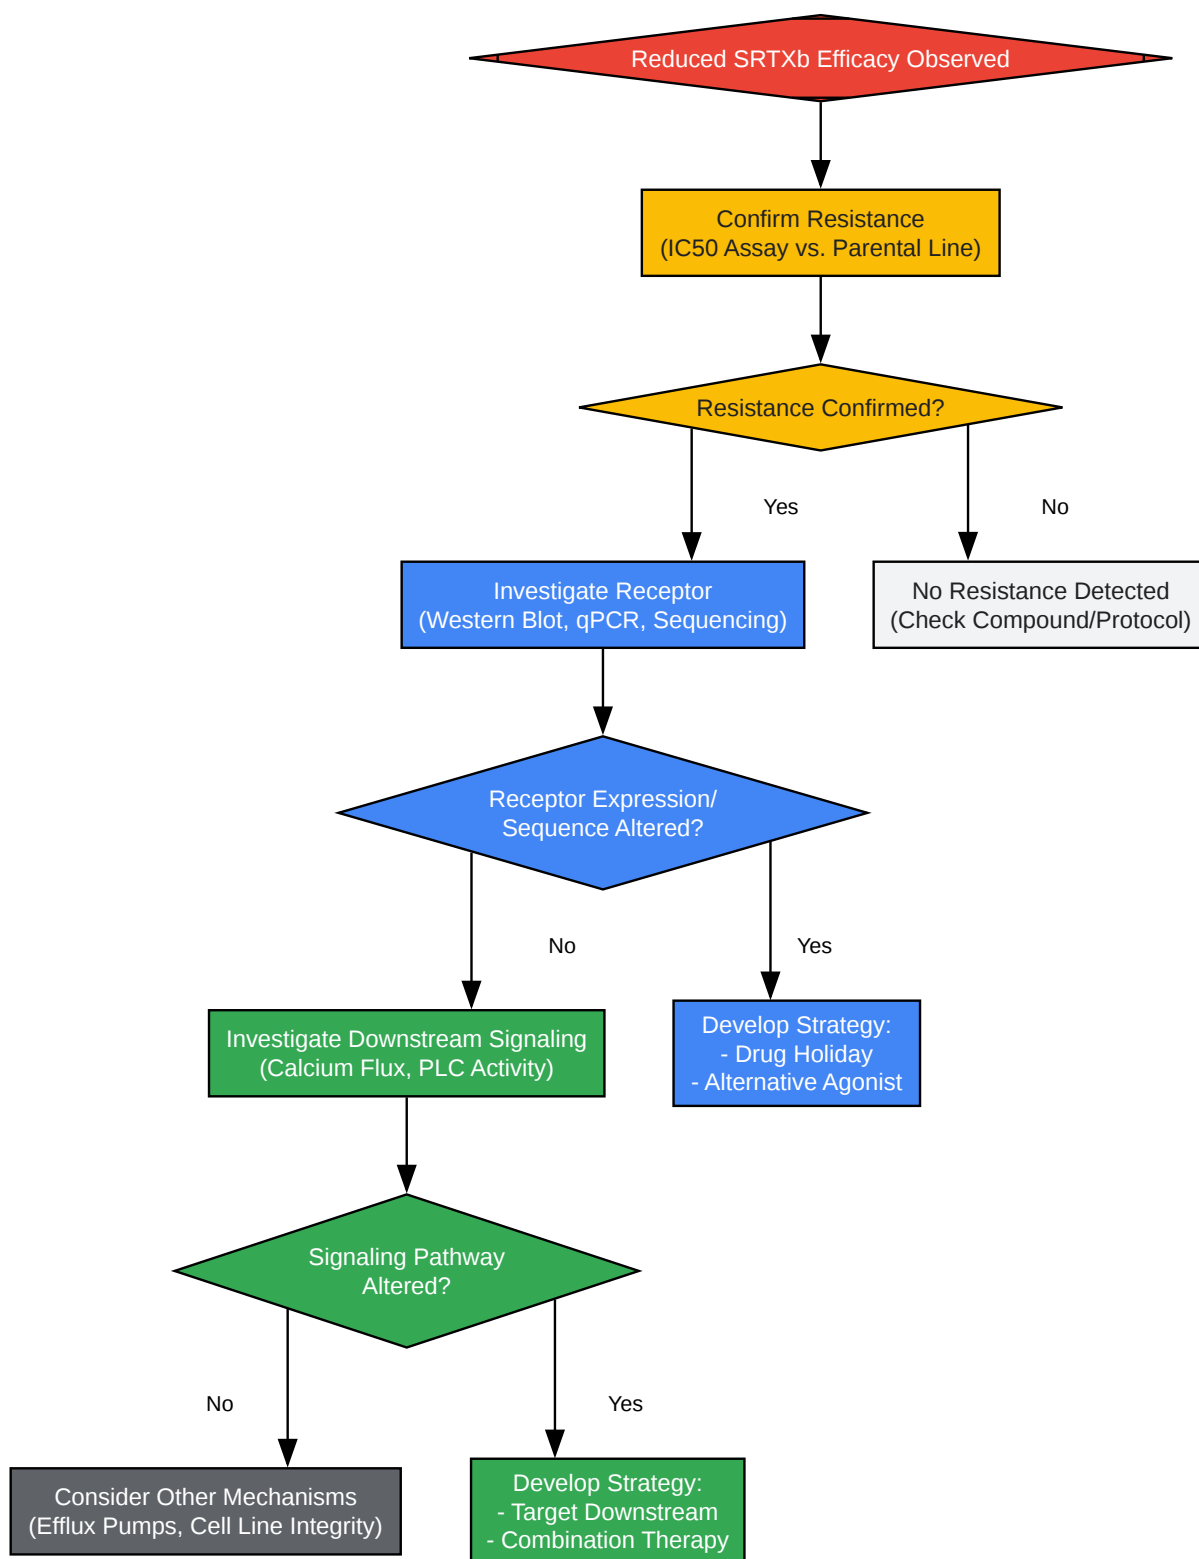 Reduced SRTXb Efficacy Observed
Confirm Resistance
(IC50 Assay vs. Parental Line)
Resistance Confirmed?
Yes
No
Investigate Receptor
(Western Blot, qPCR, Sequencing)
No Resistance Detected
(Check Compound/Protocol)
Receptor Expression/
Sequence Altered?
No
Yes
Investigate Downstream Signaling
(Calcium Flux, PLC Activity)
Develop Strategy:
- Drug Holiday
- Alternative Agonist
Signaling Pathway
Altered?
No
Yes
Consider Other Mechanisms
(Efflux Pumps, Cell Line Integrity)
Develop Strategy:
- Target Downstream
- Combination Therapy